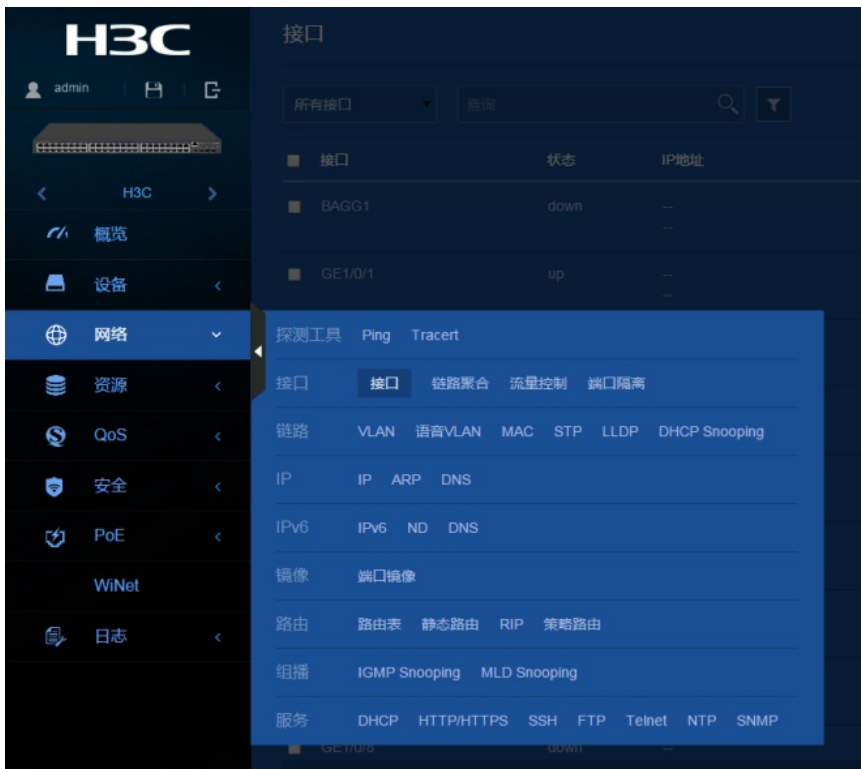 H3C
admin
H3C
概览
设备
网络
资源
QoS
安全
PoE
WiNet
日志
接口
所有接口 查询
接口 状态 IP地址
BAGG1 down --
--
GE1/0/1 up --
--
探测工具 Ping Tracert
接口 接口 链路聚合 流量控制 端口隔离
链路 VLAN 语音VLAN MAC STP LLDP DHCP Snooping
IP IP ARP DNS
IPv6 IPv6 ND DNS
镜像 端口镜像
路由 路由表 静态路由 RIP 策略路由
组播 IGMP Snooping MLD Snooping
服务 DHCP HTTP/HTTPS SSH FTP Telnet NTP SNMP
GE1/0/8 down --